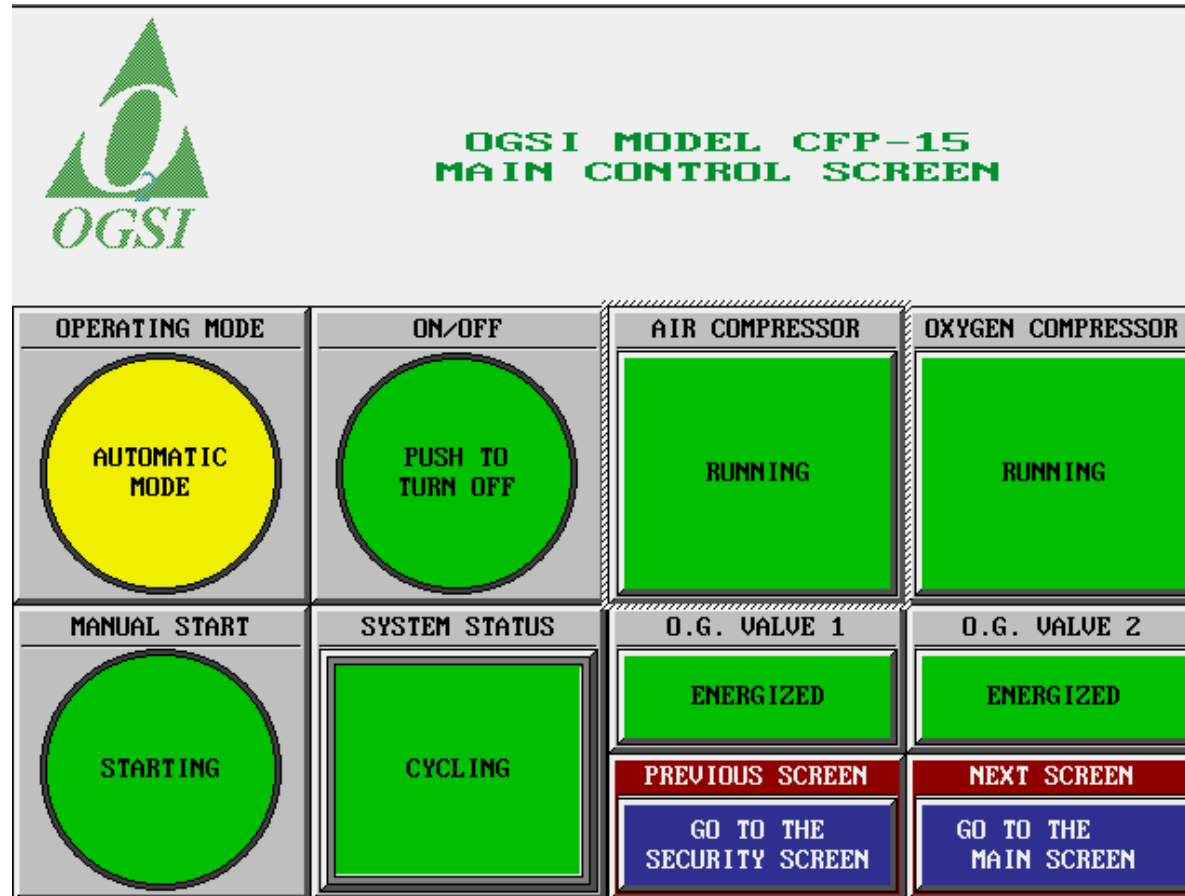 OGSI
OGSI MODEL CFP-15
MAIN CONTROL SCREEN
OPERATING MODE
AUTOMATIC
MODE
ON/OFF
PUSH TO
TURN OFF
AIR COMPRESSOR
RUNNING
OXYGEN COMPRESSOR
RUNNING
MANUAL START
STARTING
SYSTEM STATUS
CYCLING
O.G. VALVE 1
ENERGIZED
O.G. VALVE 2
ENERGIZED
PREVIOUS SCREEN
GO TO THE
SECURITY SCREEN
NEXT SCREEN
GO TO THE
MAIN SCREEN